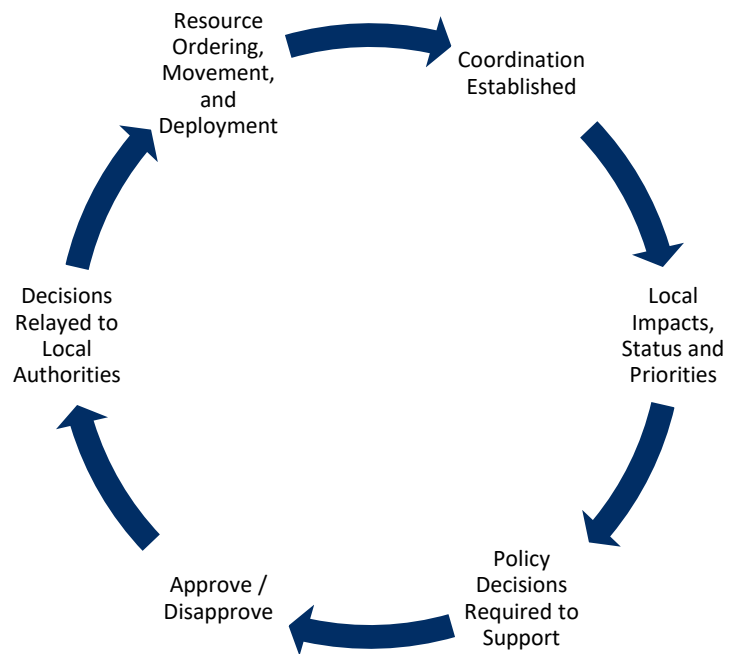 Resource
Ordering,
Movement,
and
Deployment
Coordination
Established
Local
Impacts,
Status and
Priorities
Policy
Decisions
Required to
Support
Approve /
Disapprove
Decisions
Relayed to
Local
Authorities